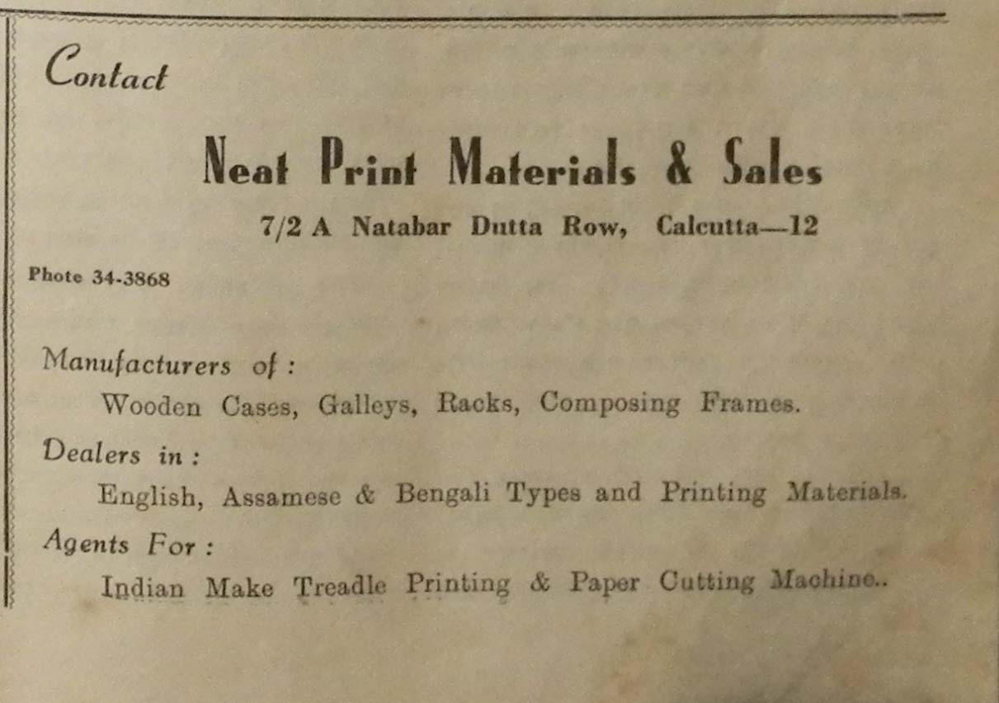 Contact
Neat Print Materials & Sales
7/2 A Natabar Dutta Row, Calcutta—12
Phote 34-3868
Manufacturers of :
Wooden Cases, Galleys, Racks, Composing Frames.
Dealers in :
English, Assamese & Bengali Types and Printing Materials.
Agents For :
Indian Make Treadle Printing & Paper Cutting Machine..